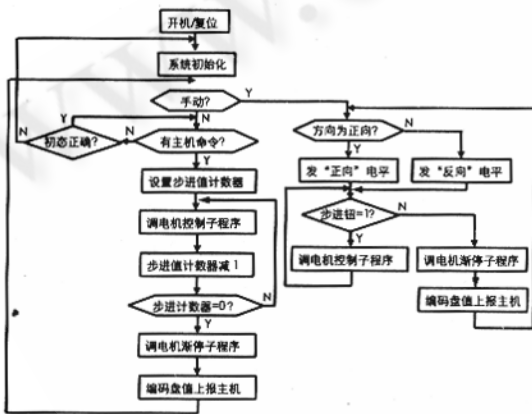 开机/复位
系统初始化
手动?
Y
N
初态正确?
Y
N
N
有主机命令?
Y
设置步进值计数器
调电机控制子程序
步进值计数器减1
步进计数器=0?
N
Y
调电机渐停子程序
编码盘值上报主机
方向为正向?
N
Y
发“正向”电平
发“反向”电平
步进钮=1?
N
Y
调电机控制子程序
调电机渐停子程序
编码盘值上报主机